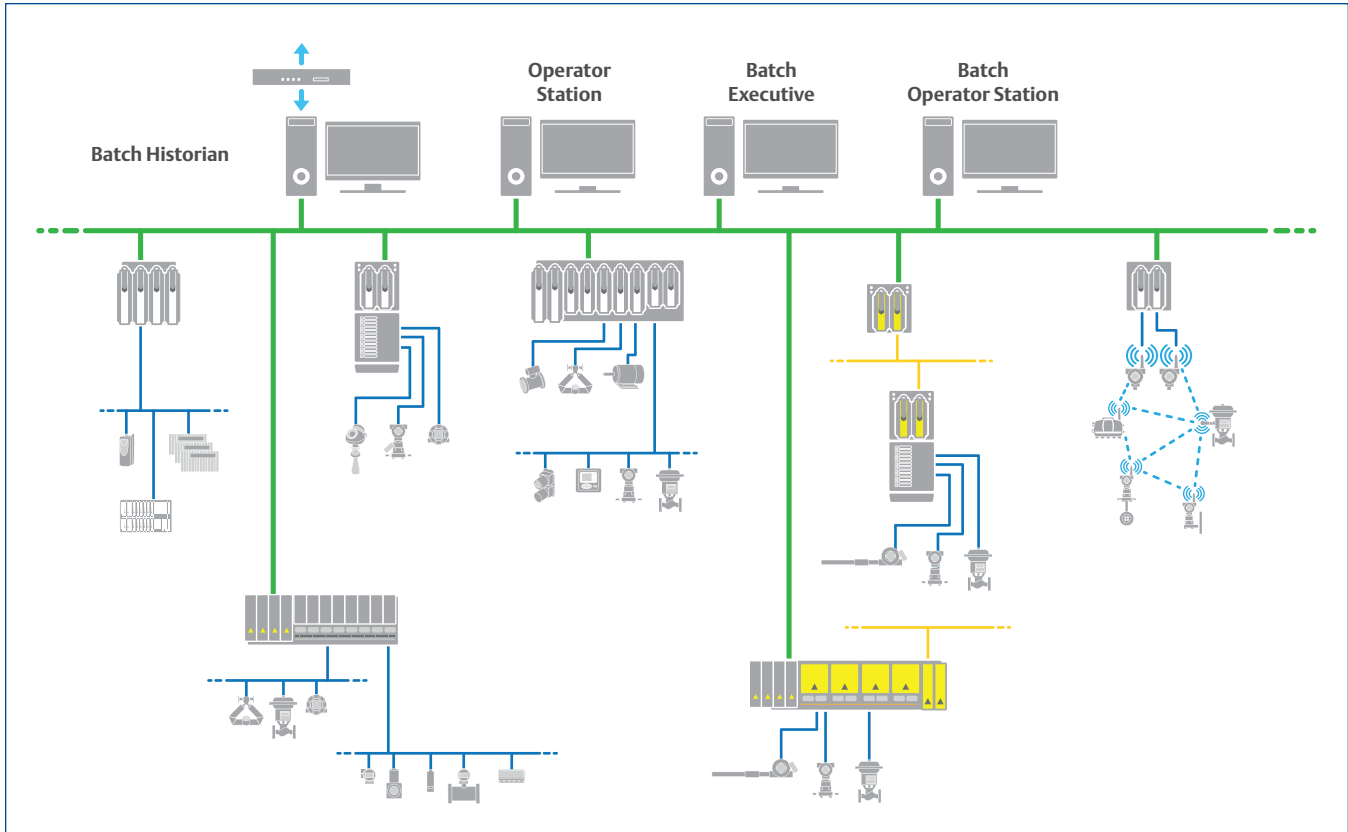 Operator
Station
Batch
Executive
Batch
Operator Station
Batch Historian